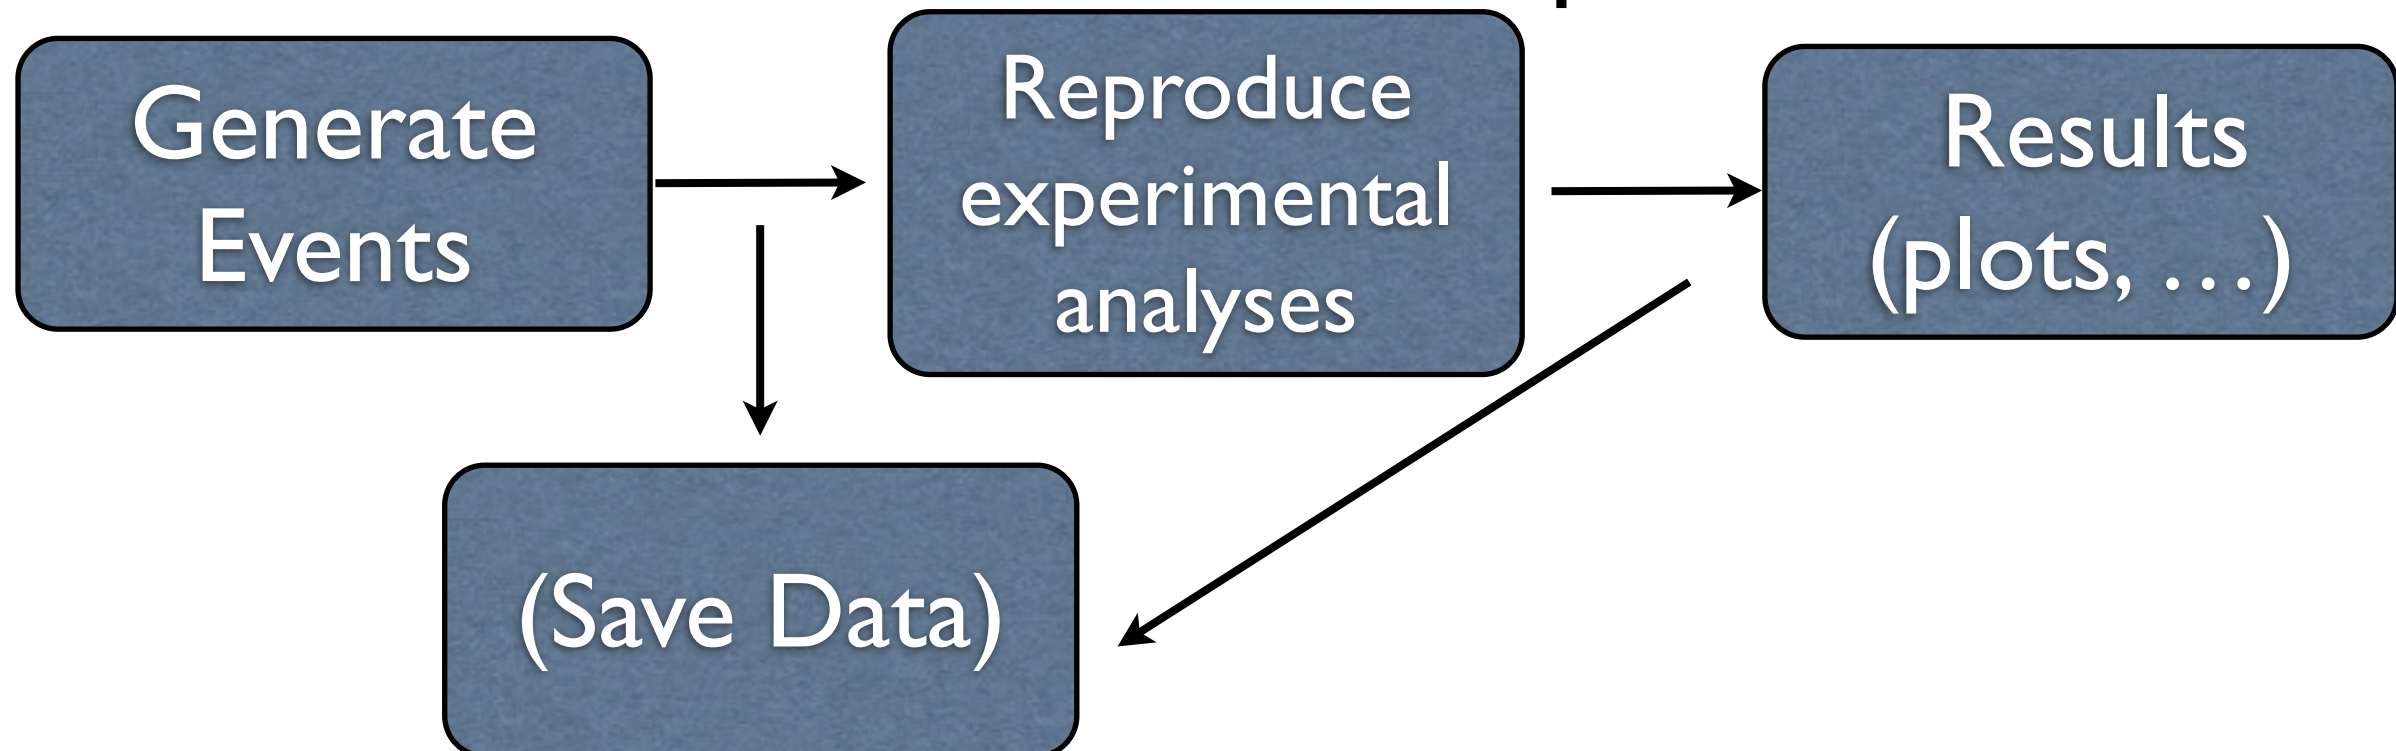 Generate
Events
Reproduce
experimental
analyses
Results
(plots, …)
(Save Data)